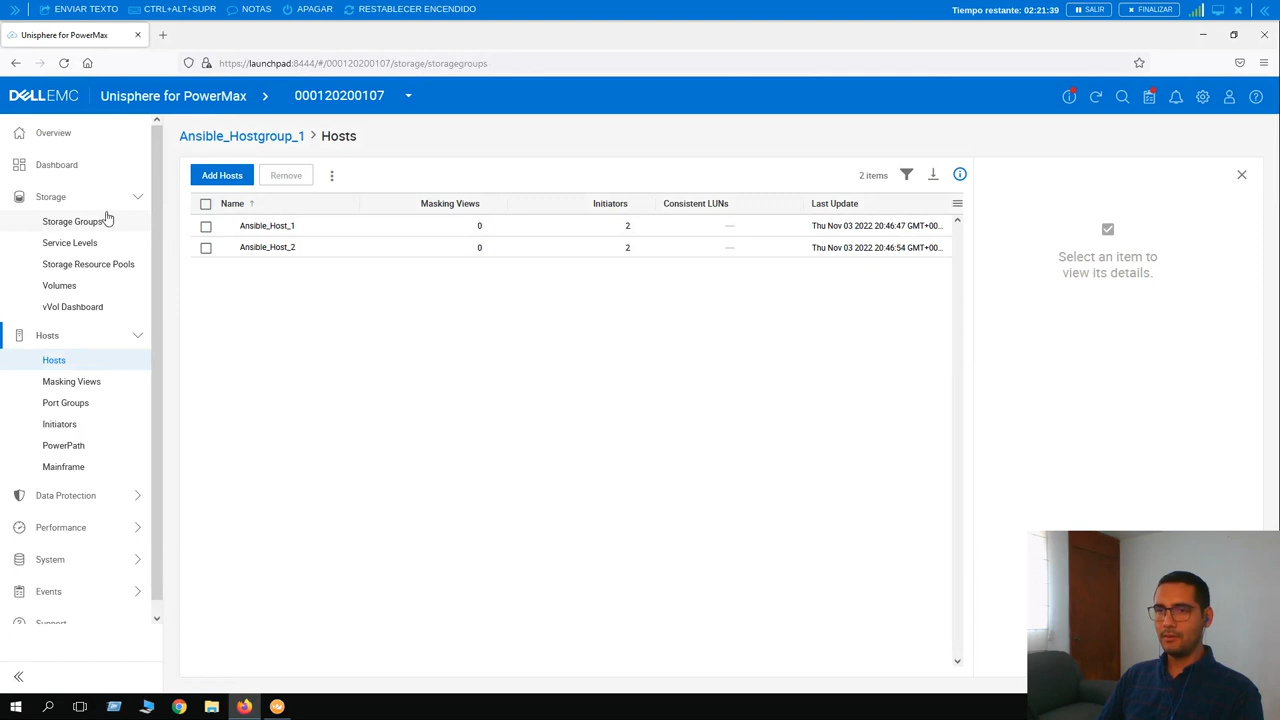 ENVIAR TEXTO CTRL+ALT+SUPR NOTAS APAGAR RESTABLECER ENCENDIDO Tiempo restante: 02:21:39 SALIR FINALIZAR
Unisphere for PowerMax
https://launchpad:8444/#/000120200107/storage/storagegroups
DELLEMC Unisphere for PowerMax 000120200107
Overview
Dashboard
Storage
Storage Groups
Service Levels
Storage Resource Pools
Volumes
vVol Dashboard
Hosts
Hosts
Masking Views
Port Groups
Initiators
PowerPath
Mainframe
Data Protection
Performance
System
Events
Support
Ansible_Hostgroup_1 > Hosts
Add Hosts Remove 2 items
Name Masking Views Initiators Consistent LUNs Last Update
Ansible_Host_1 0 2 — Thu Nov 03 2022 20:46:47 GMT+00...
Ansible_Host_2 0 2 — Thu Nov 03 2022 20:46:54 GMT+00...
Select an item to
view its details.